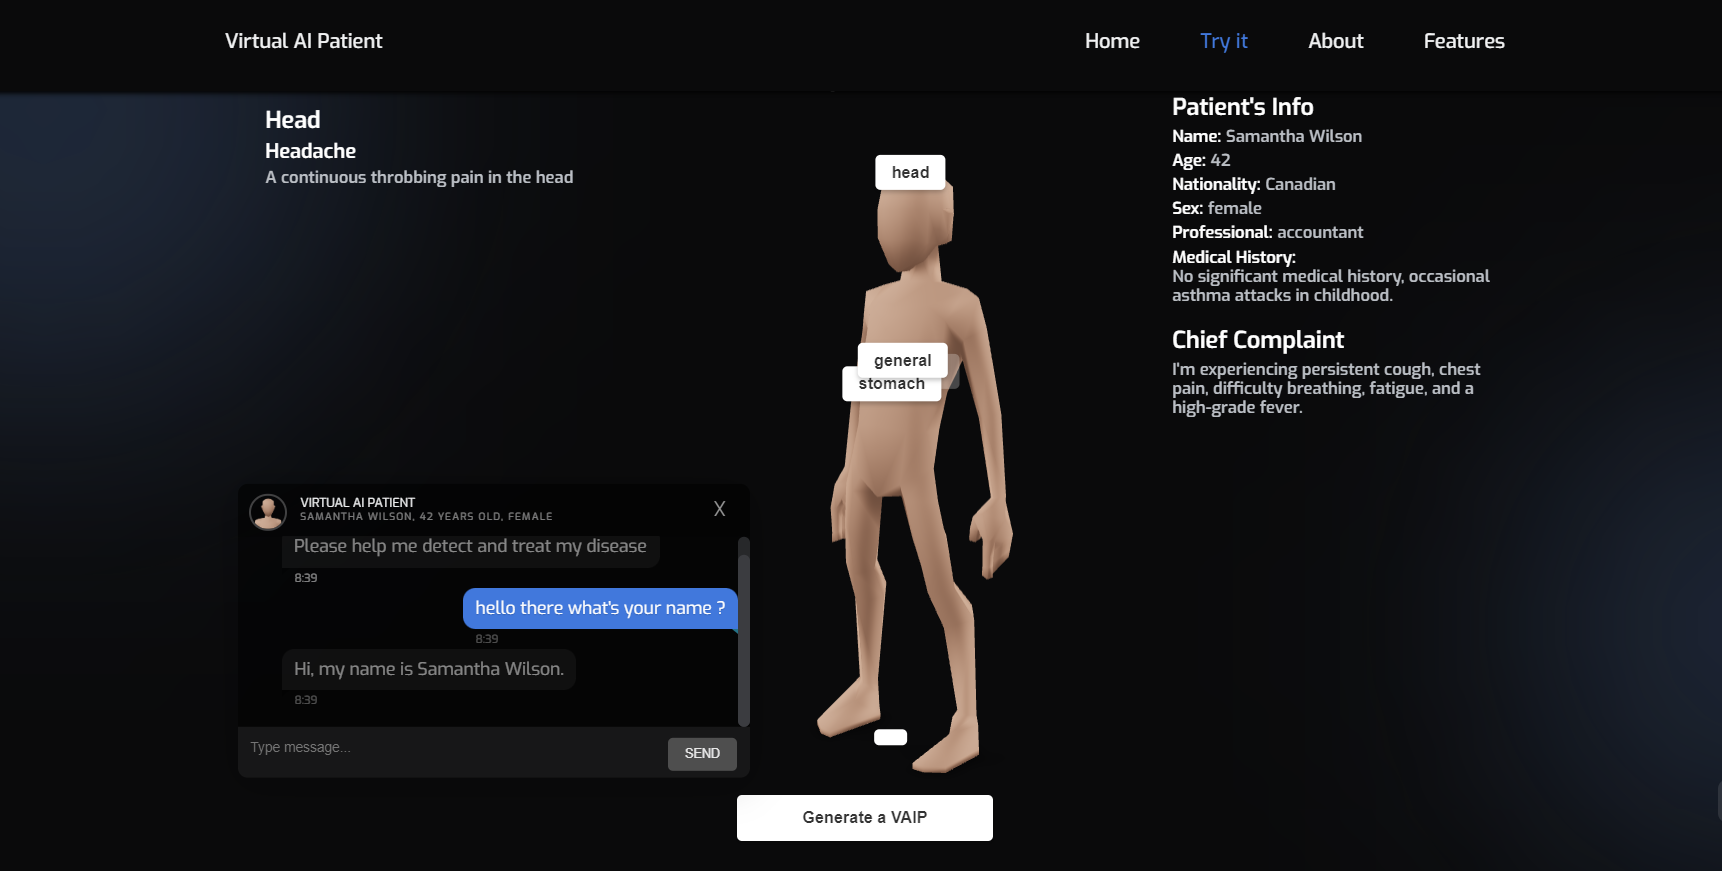 Virtual AI Patient
Home
Try it
About
Features
Head
Headache
A continuous throbbing pain in the head
head
general
stomach
Patient's Info
Name: Samantha Wilson
Age: 42
Nationality: Canadian
Sex: female
Professional: accountant
Medical History:
No significant medical history, occasional
asthma attacks in childhood.
Chief Complaint
I'm experiencing persistent cough, chest
pain, difficulty breathing, fatigue, and a
high-grade fever.
VIRTUAL AI PATIENT
SAMANTHA WILSON, 42 YEARS OLD, FEMALE
X
Please help me detect and treat my disease
8:39
hello there what's your name ?
8:39
Hi, my name is Samantha Wilson.
8:39
Type message...
SEND
Generate a VAIP